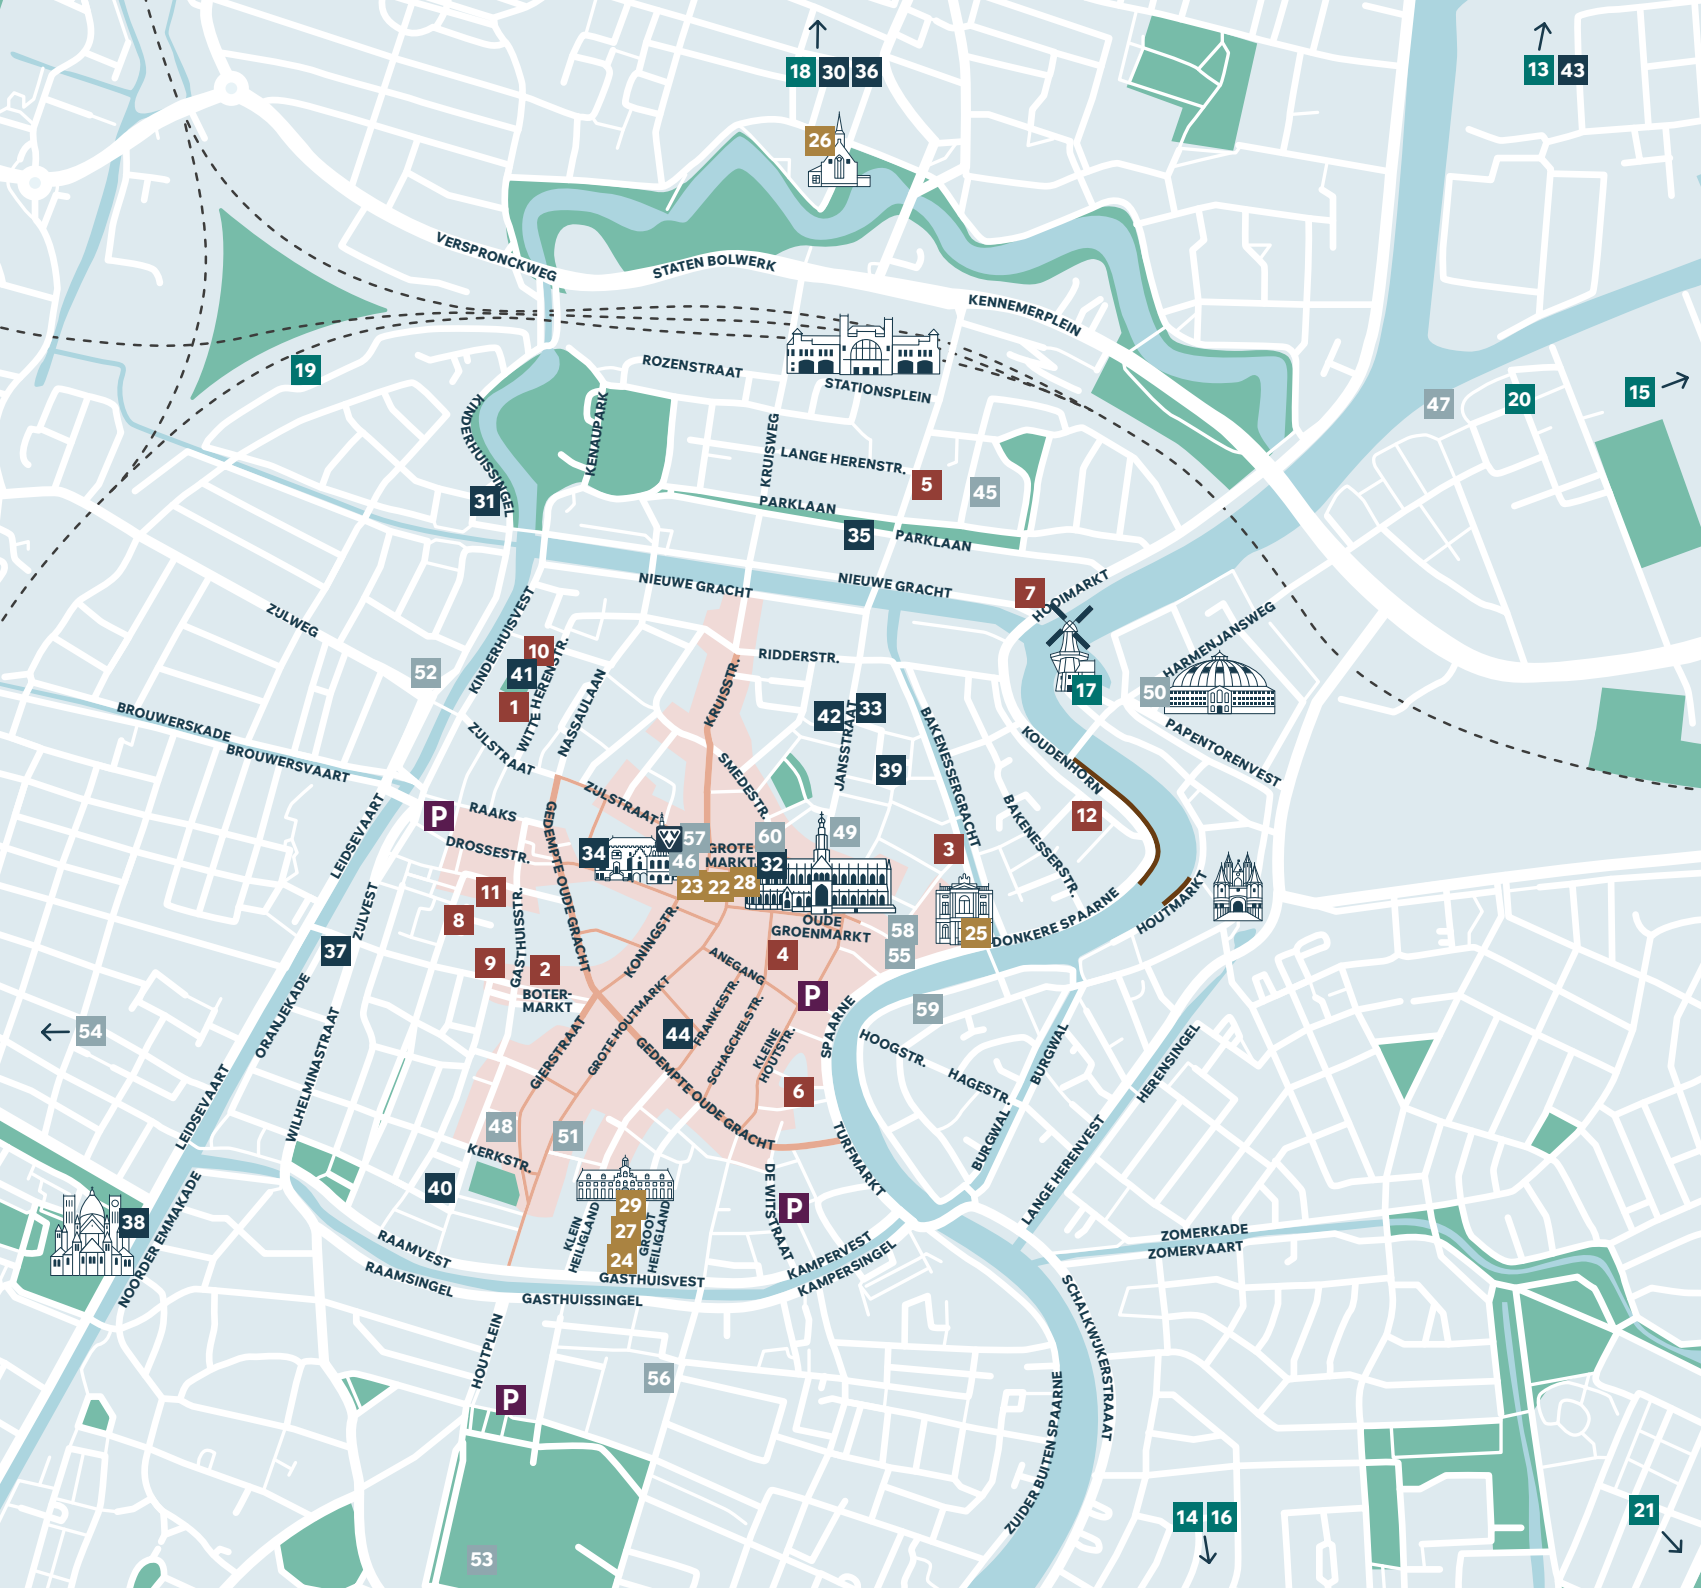 18 30 36
13 43
26
VERSPRONCKWEG
STATEN BOLWERK
KENNEMERPLEIN
19
ROZENSTRAAT
STATIONSPLEIN
47
20
15
KINDERHUISSINGEL
KENAUPARK
KRUISWEG
LANGE HERENSTR.
5
45
31
PARKLAAN
35
PARKLAAN
NIEUWE GRACHT
NIEUWE GRACHT
7
HOOIMARKT
ZIJLWEG
KINDERHUISVEST
HARMENJANSWEG
52
10
41
1
WITTE HERENSTR.
NASSAULAAN
RIDDERSTR.
KRUISSTR.
17
50
42
33
JANSSTRAAT
BAKENESSERGRACHT
BROUWERSKADE
BROUWERSVAART
ZIJLSTRAAT
KOUDENHORN
PAPENTORENVEST
SMEDESTR.
39
ZIJLSTRAAT
P
RAAKS
GEDEMPTE OUDE GRACHT
LEIDSEVAART
BAKENESSERSTR.
12
DROSSESTR.
34
57
46
60
49
GROTE
MARKT
32
3
23 22 28
11
8
ZIJLVEST
GASTHUISSTR.
KONINGSTR.
OUDE
GROENMARKT
58
55
25
DONKERE SPAARNE
HOUTMARKT
37
9
2
BOTER-
MARKT
ANEGANG
4
P
54
ORANJEKADE
WILHELMINASTRAAT
GIERSTRAAT
GROTE HOUTMARKT
44
FRANKESTR.
SCHAGCHELSTR.
KLEINE
HOUTSTR.
SPAARNE
59
HOOGSTR.
HAGESTR.
BURGWAL
HERENSINGEL
GEDEMPTE OUDE GRACHT
6
LEIDSEVAART
48
51
KERKSTR.
TURFMARKT
BURGWAL
LANGE HERENVEST
40
38
NOORDER EMMAKADE
29
27
24
KLEIN
HEILIGLAND
GROOT
HEILIGLAND
DE WITSTRAAT
P
RAAMVEST
RAAMSINGEL
GASTHUISVEST
GASTHUISSINGEL
KAMPERVEST
KAMPERSINGEL
ZOMERKADE
ZOMERVAART
SCHALKWIJKERSTRAAT
HOUTPLEIN
56
P
ZUIDER BUITEN SPAARNE
53
14 16
21